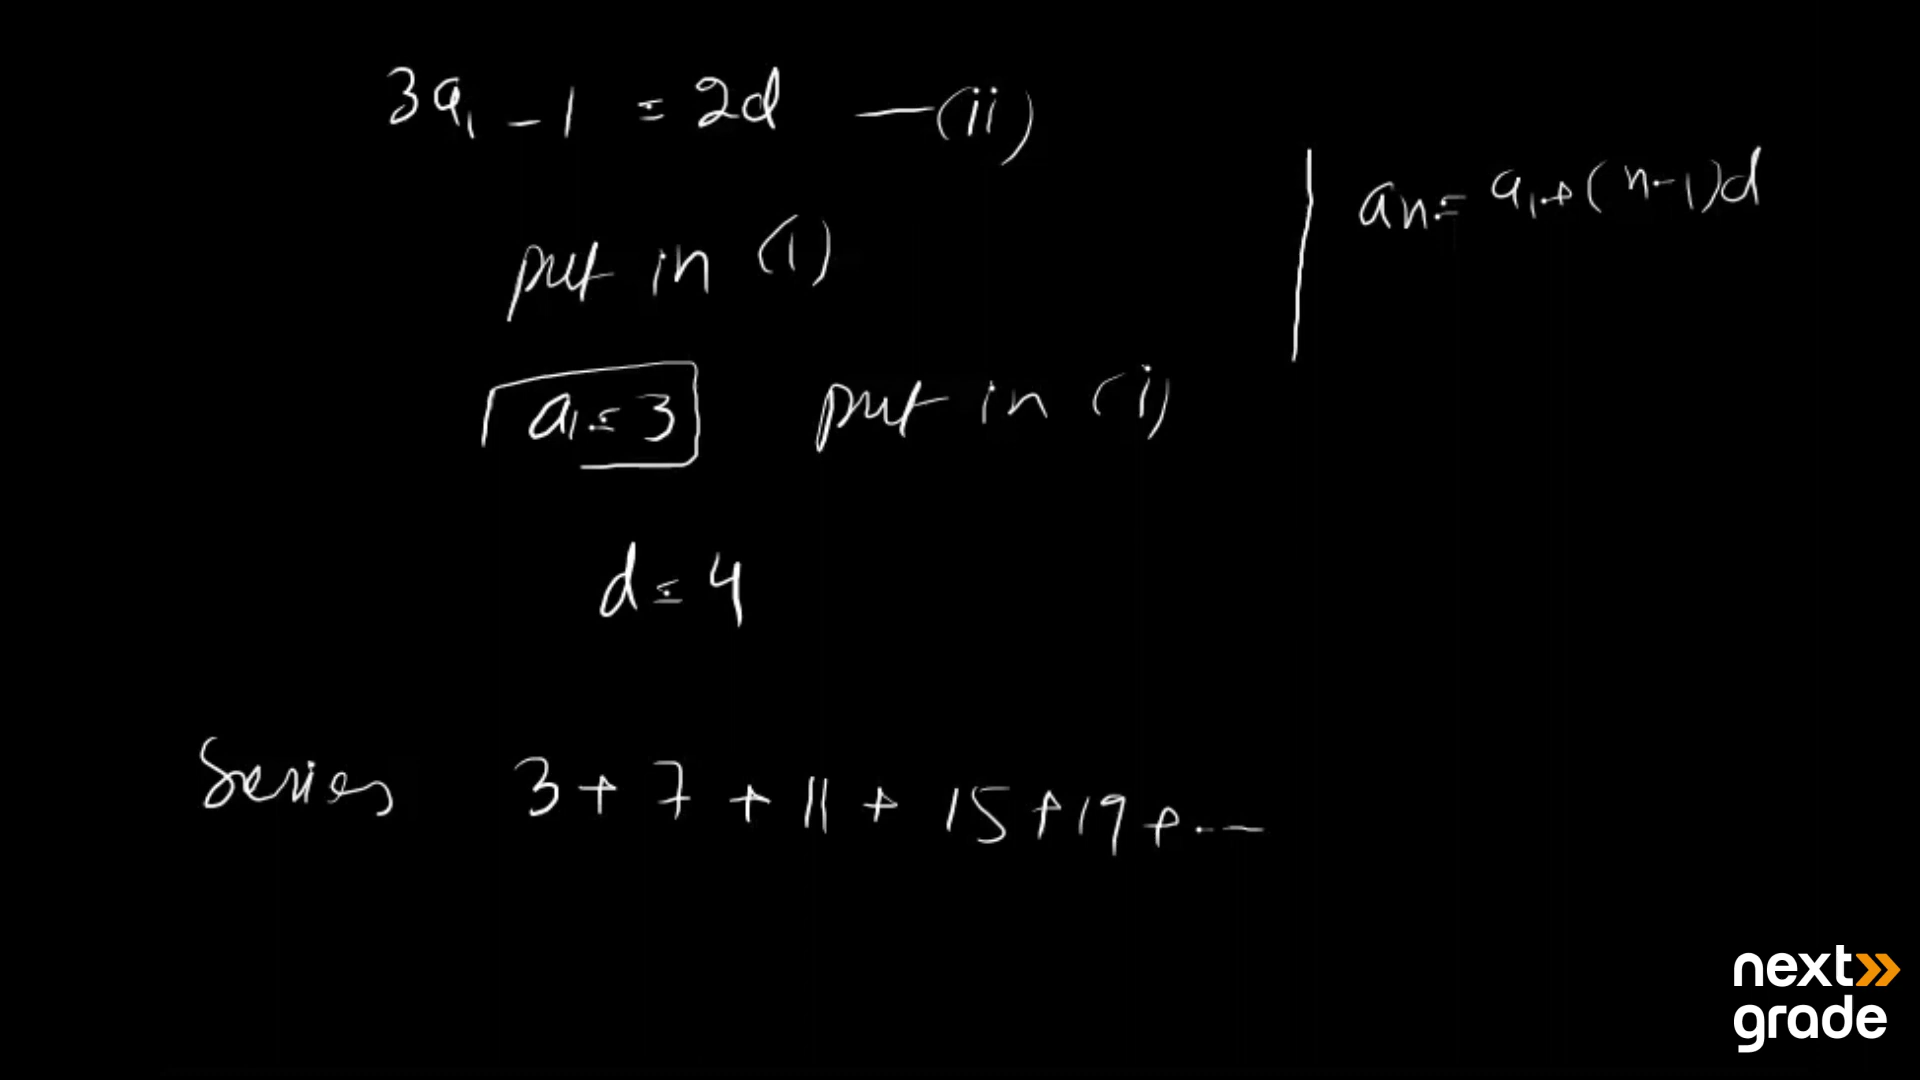 3a₁ - 1 = 2d —(ii)
an = a₁ + (n-1)d
put in (i)
a₁ = 3 put in (i)
d = 4
Series 3 + 7 + 11 + 15 + 19 + ...
next
grade